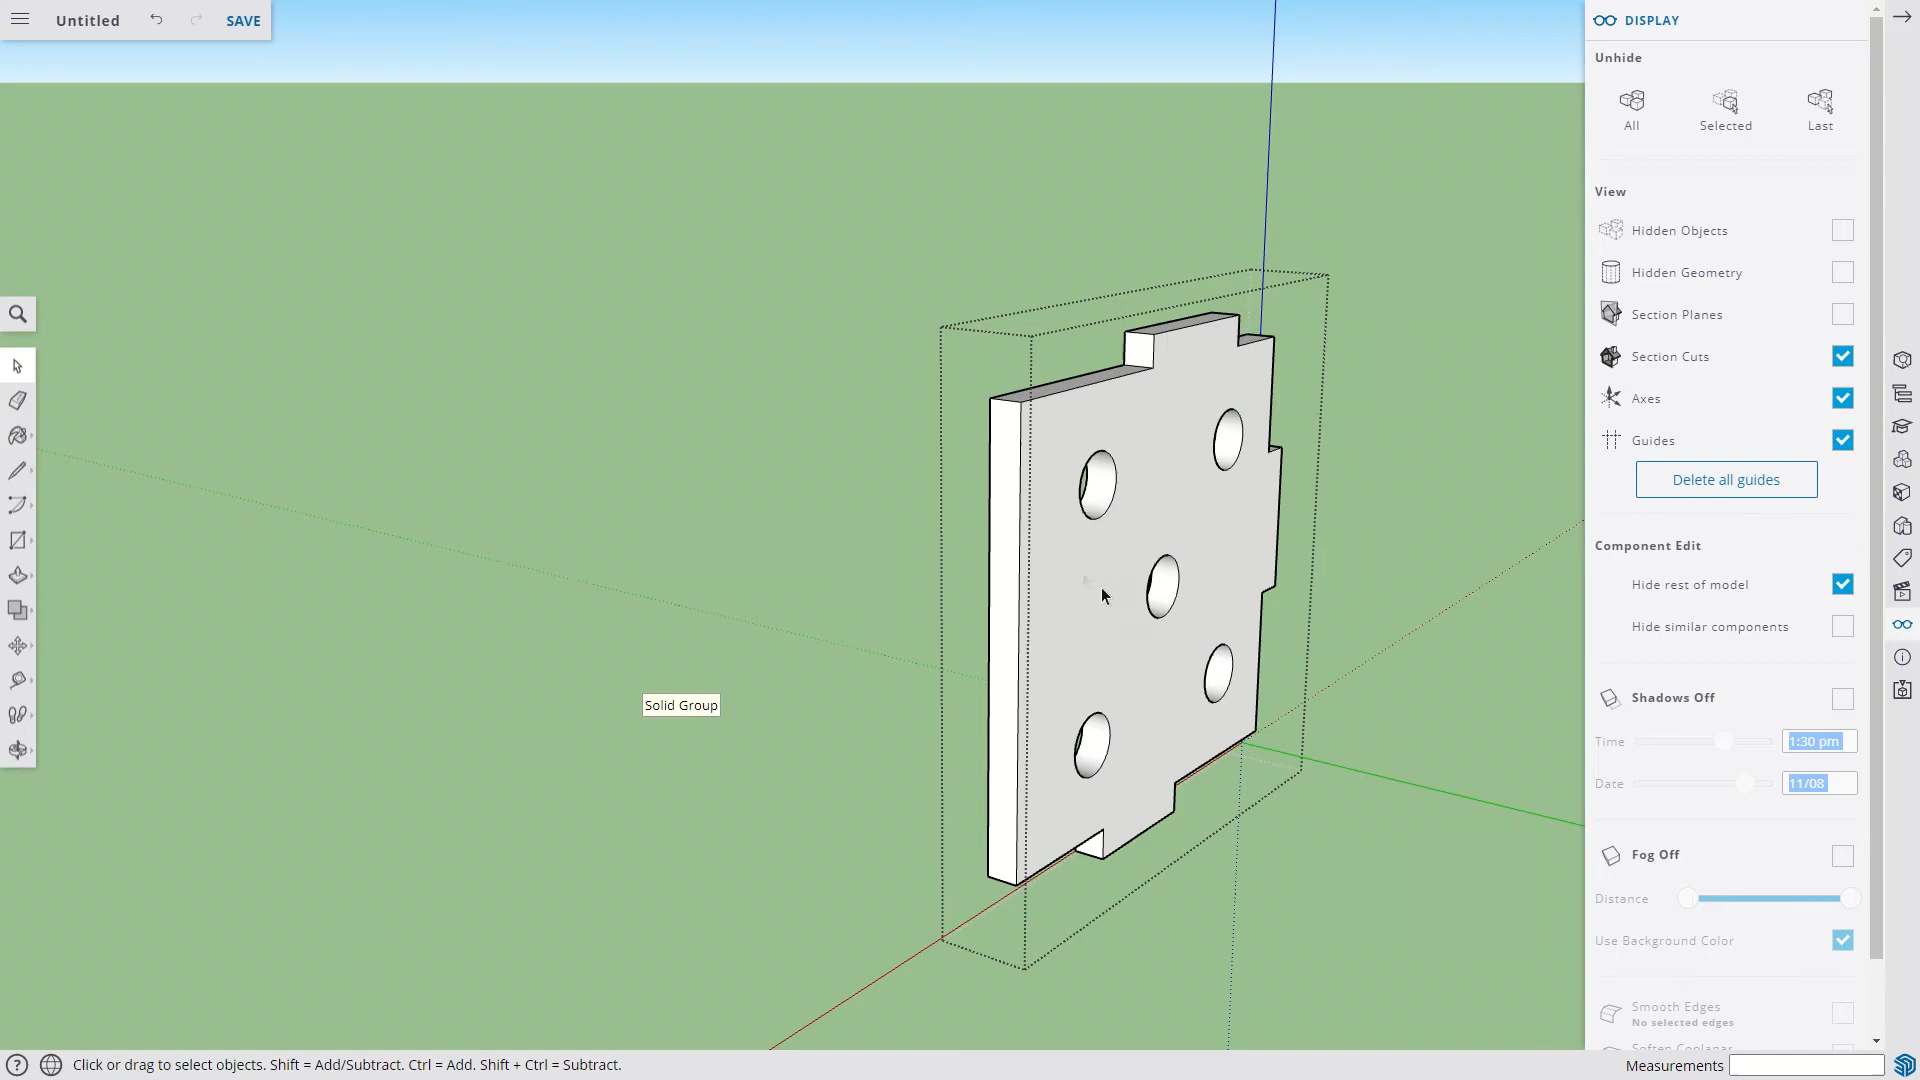 Untitled
SAVE
DISPLAY
Unhide
All
Selected
Last
View
Hidden Objects
Hidden Geometry
Section Planes
Section Cuts
Axes
Guides
Delete all guides
Component Edit
Hide rest of model
Hide similar components
Solid Group
Shadows Off
Time
1:30 pm
Date
11/08
Fog Off
Distance
Use Background Color
Smooth Edges
No selected edges
Soften Coplanar
?
Click or drag to select objects. Shift = Add/Subtract. Ctrl = Add. Shift + Ctrl = Subtract.
Measurements